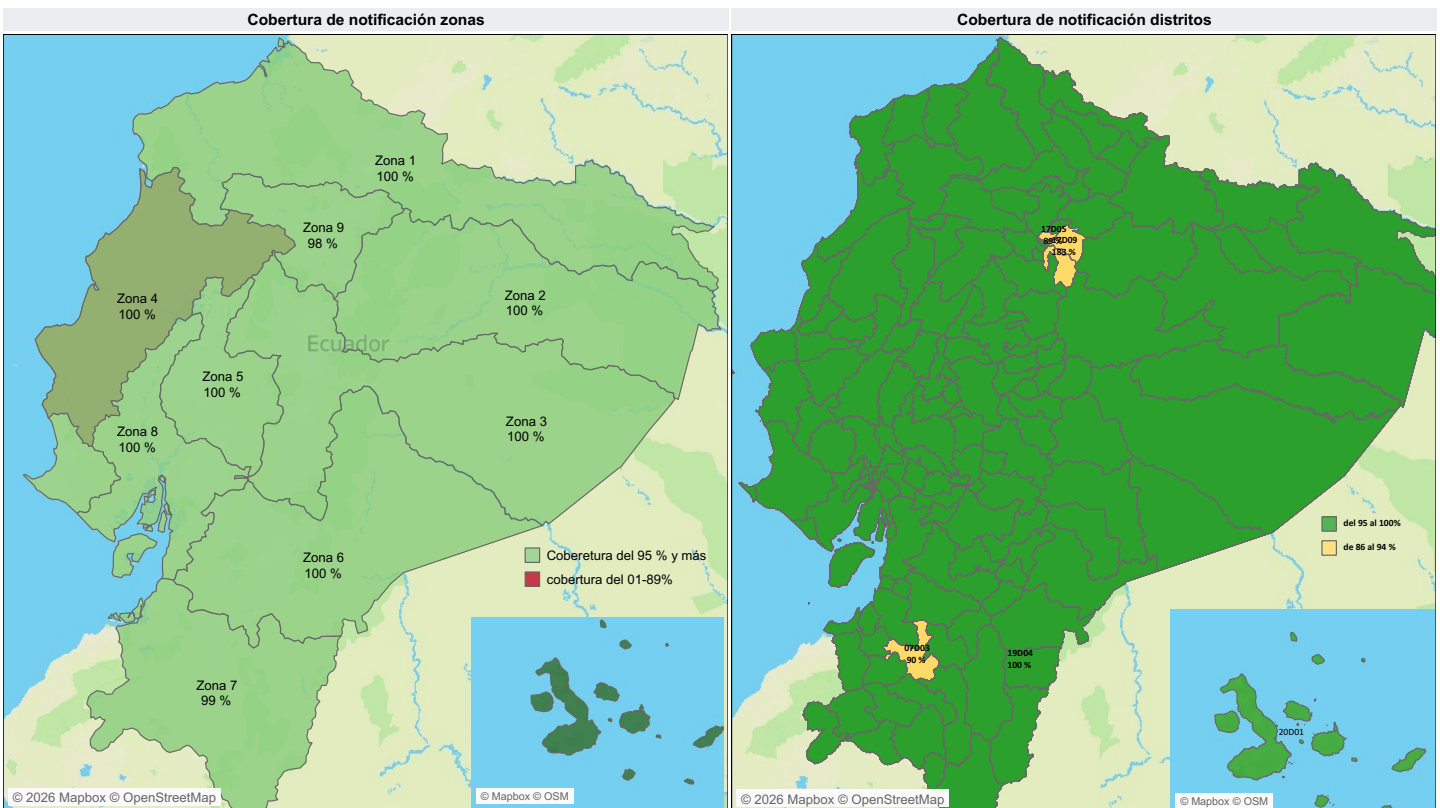 Cobertura de notificación zonas
Zona 1
100 %
Zona 9
98 %
Zona 2
100 %
Zona 4
100 %
Ecuador
Zona 5
100 %
Zona 3
100 %
Zona 8
100 %
Zona 6
100 %
Coberetura del 95 % y más
cobertura del 01-89%
Zona 7
99 %
© 2026 Mapbox © OpenStreetMap
© Mapbox © OSM
Cobertura de notificación distritos
17D05
183 %
del 95 al 100%
de 86 al 94 %
07D03
90 %
19D04
100 %
20D01
© 2026 Mapbox © OpenStreetMap
© Mapbox © OSM